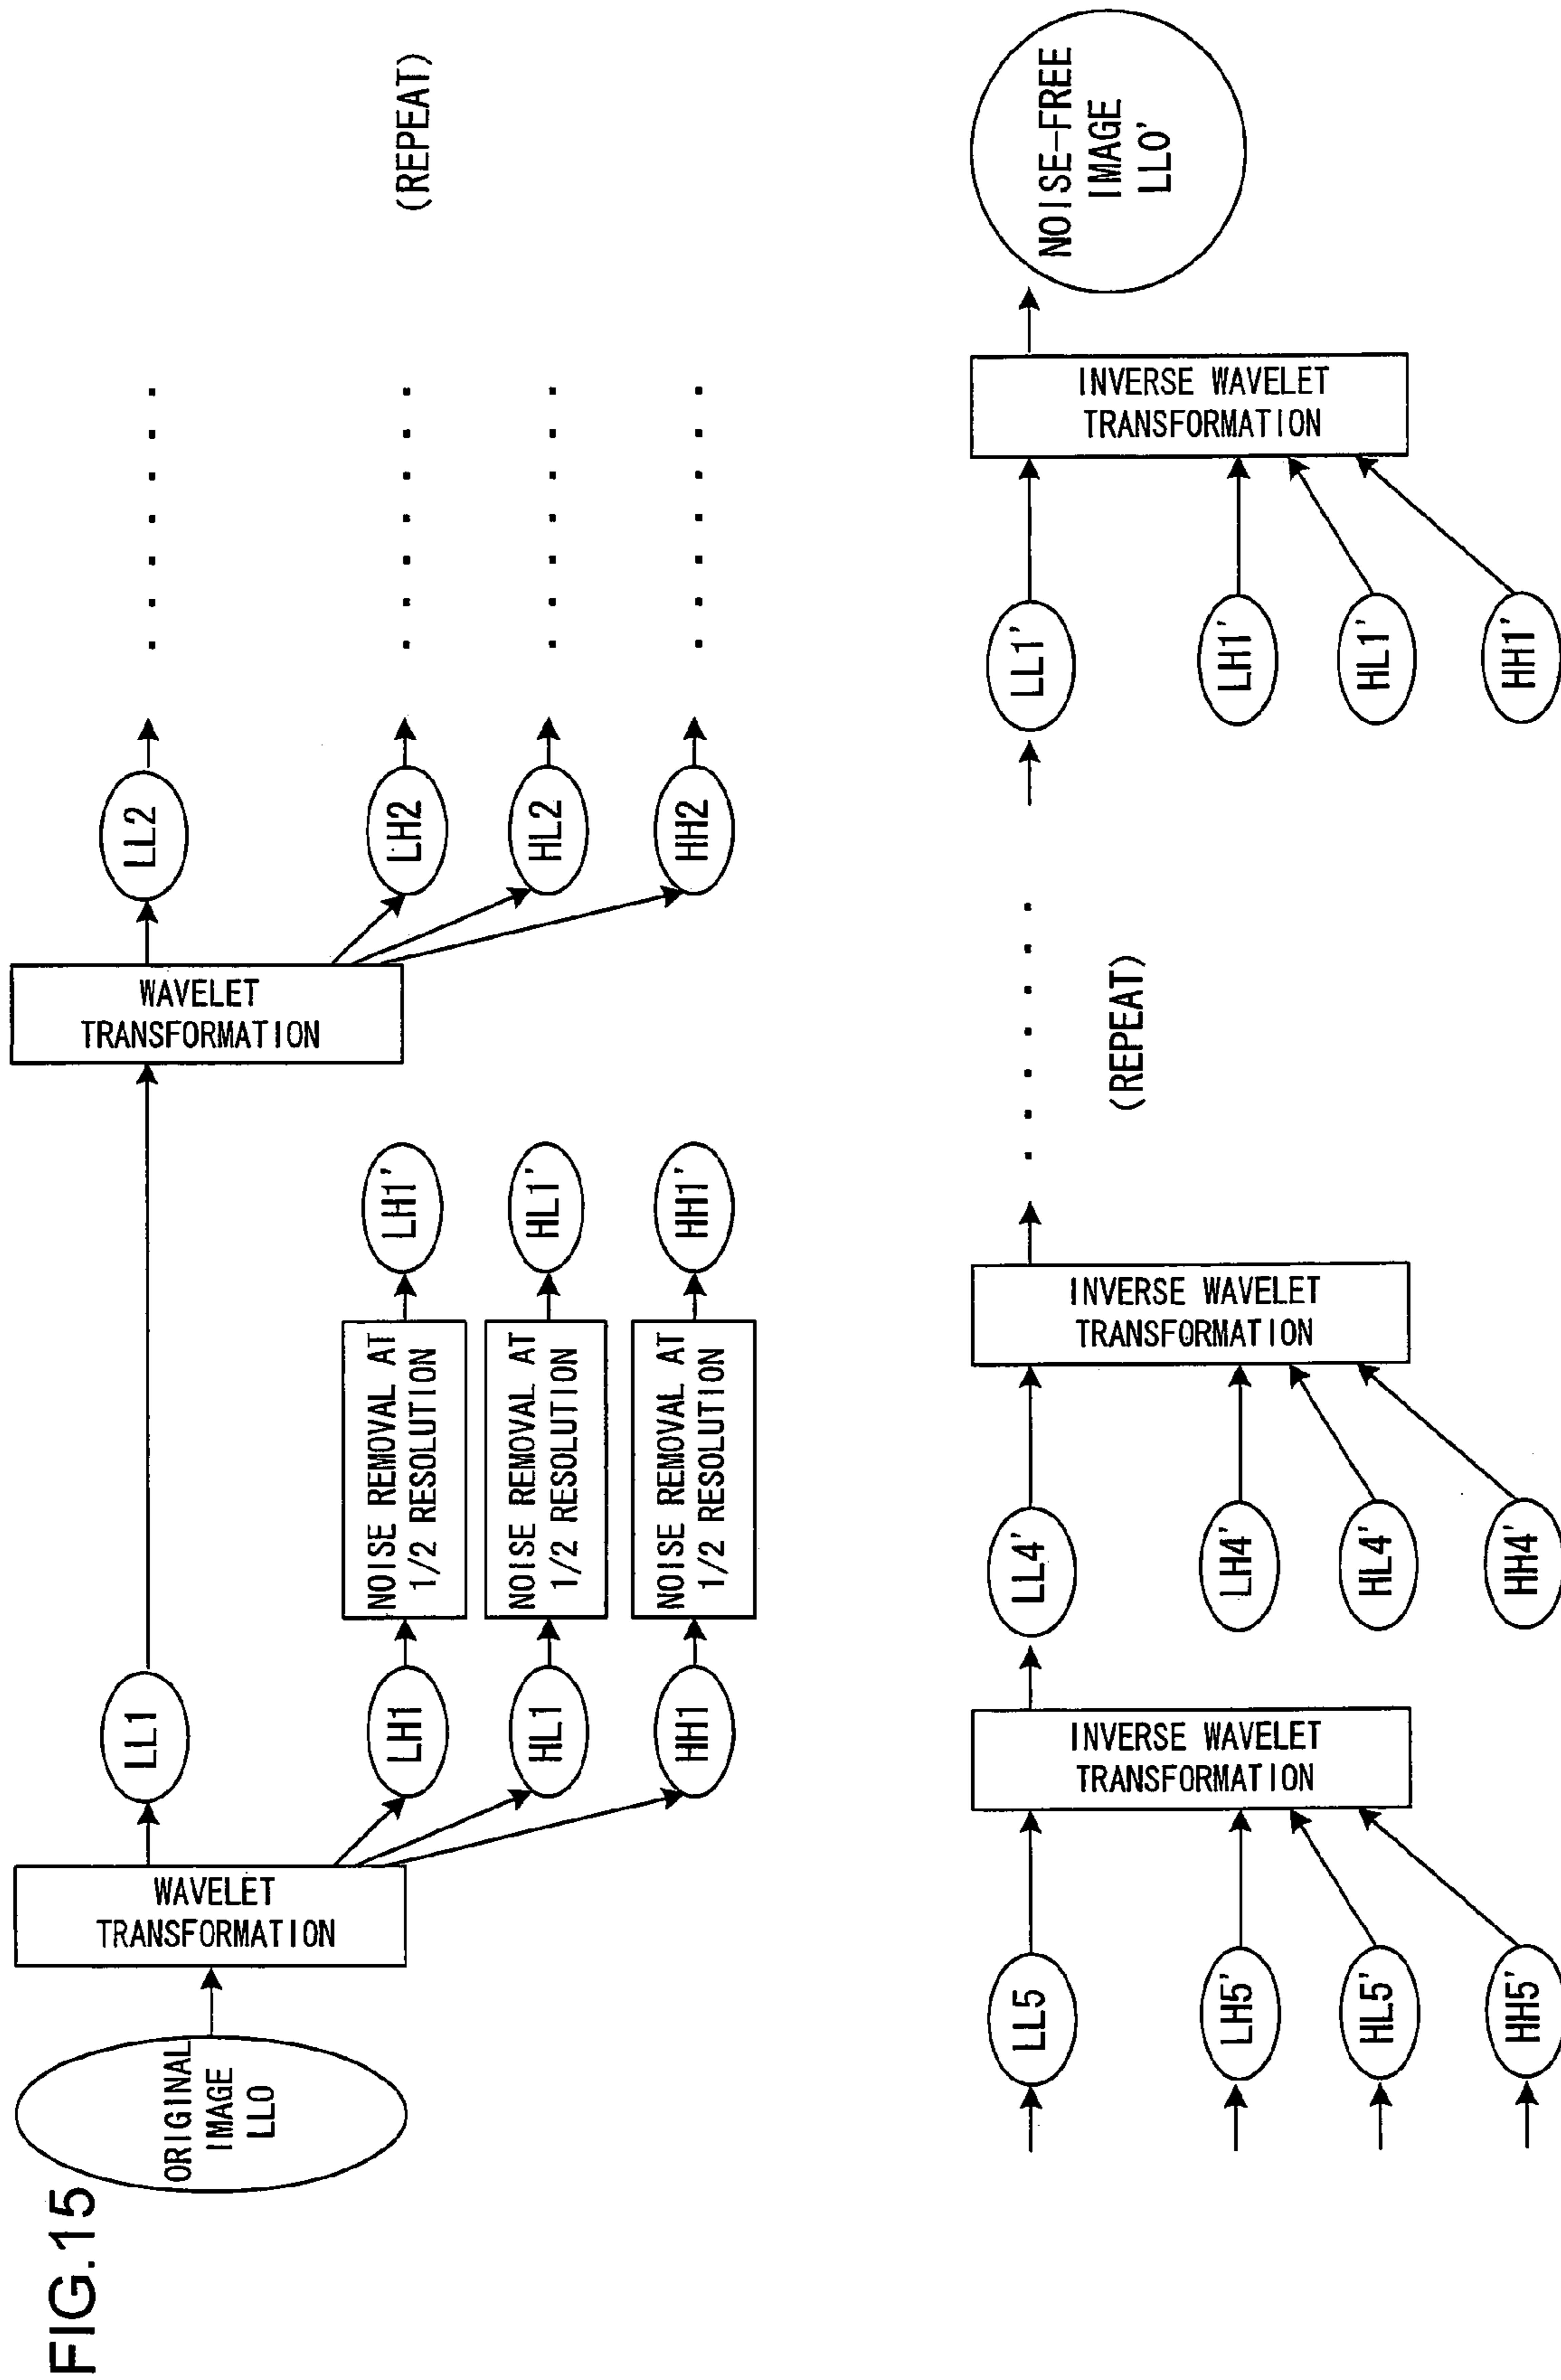 FIG.15
ORIGINAL
IMAGE
LLO
WAVELET
TRANSFORMATION
LL1
LH1
HL1
HH1
NOISE REMOVAL AT
1/2 RESOLUTION
NOISE REMOVAL AT
1/2 RESOLUTION
NOISE REMOVAL AT
1/2 RESOLUTION
LH1'
HL1'
HH1'
WAVELET
TRANSFORMATION
LL2
LH2
HL2
HH2
(REPEAT)
LL5
LH5'
HL5'
HH5'
INVERSE WAVELET
TRANSFORMATION
LL4'
LH4'
HL4'
HH4'
INVERSE WAVELET
TRANSFORMATION
(REPEAT)
LL1'
LH1'
HL1'
HH1'
INVERSE WAVELET
TRANSFORMATION
NOISE-FREE
IMAGE
LLO'